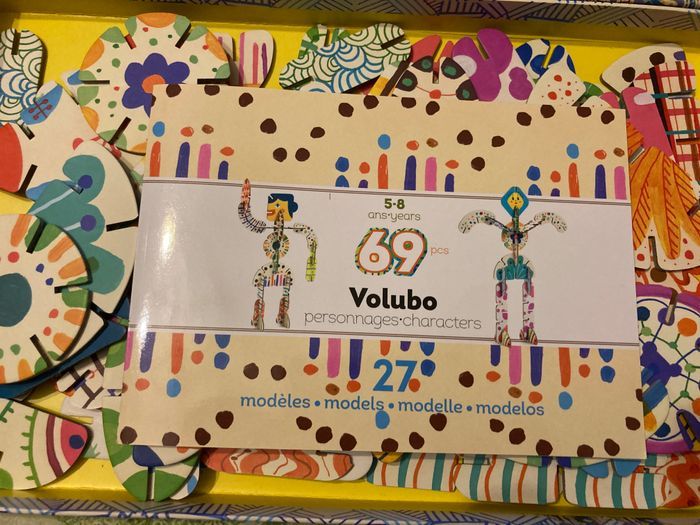 5-8
ans•years
69 pcs
Volubo
personnages•characters
27
modèles • models • modelle • modelos